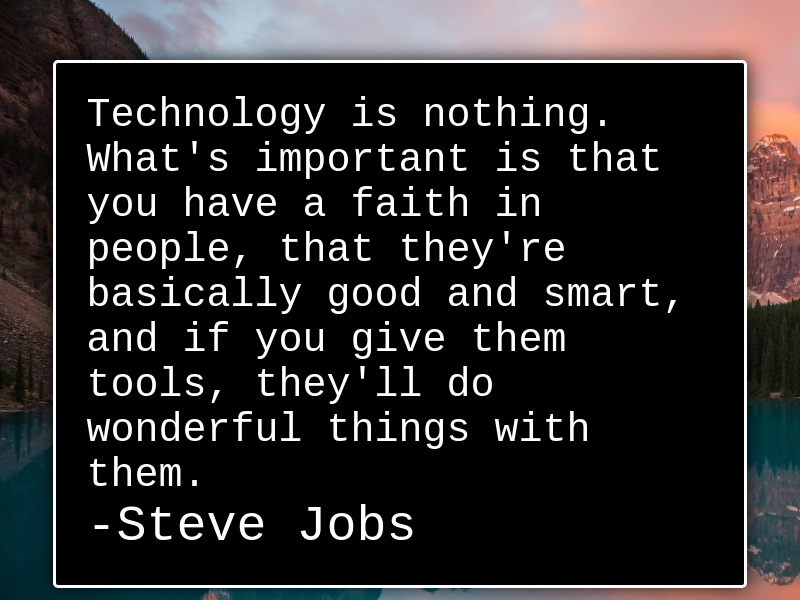 Technology is nothing.
What's important is that
you have a faith in
people, that they're
basically good and smart,
and if you give them
tools, they'll do
wonderful things with
them.
-Steve Jobs